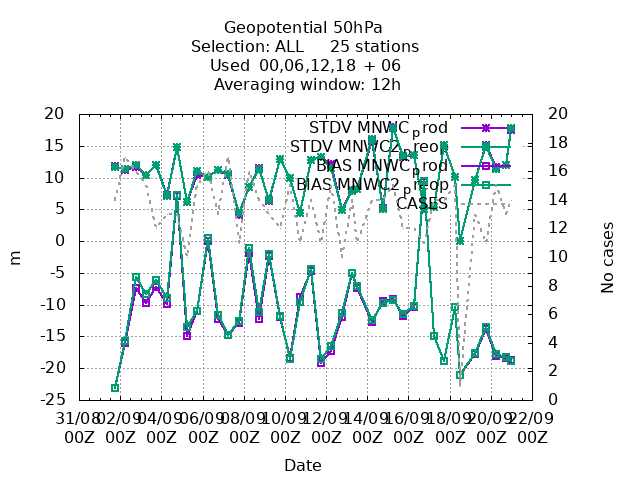 Geopotential 50hPa
Selection: ALL 25 stations
Used 00,06,12,18 + 06
Averaging window: 12h
STDV MNWC_prod
STDV MNWC2_preop
BIAS MNWC_prod
BIAS MNWC2_preop
CASES
20
15
10
5
0
-5
-10
-15
-20
-25
m
20
18
16
14
12
10
8
6
4
2
0
No cases
31/08 02/09 04/09 06/09 08/09 10/09 12/09 14/09 16/09 18/09 20/09 22/09
00Z 00Z 00Z 00Z 00Z 00Z 00Z 00Z 00Z 00Z 00Z 00Z
Date